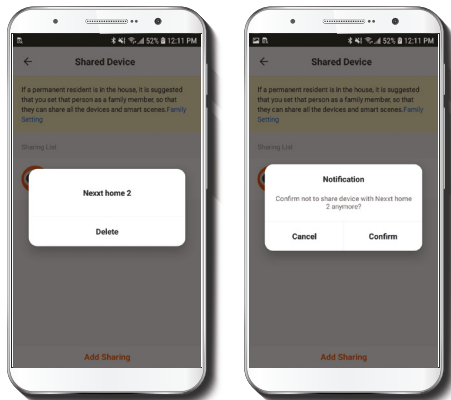 52% 12:11 PM
Shared Device
If a permanent resident is in the house, it is suggested
that you set that person as a family member, so that
they can share all the devices and smart scenes.Family
Setting
Sharing List
Nexxt home 2
Delete
Add Sharing
52% 12:11 PM
Shared Device
If a permanent resident is in the house, it is suggested
that you set that person as a family member, so that
they can share all the devices and smart scenes.Family
Setting
Sharing List
Notification
Confirm not to share device with Nexxt home
2 anymore?
Cancel Confirm
Add Sharing